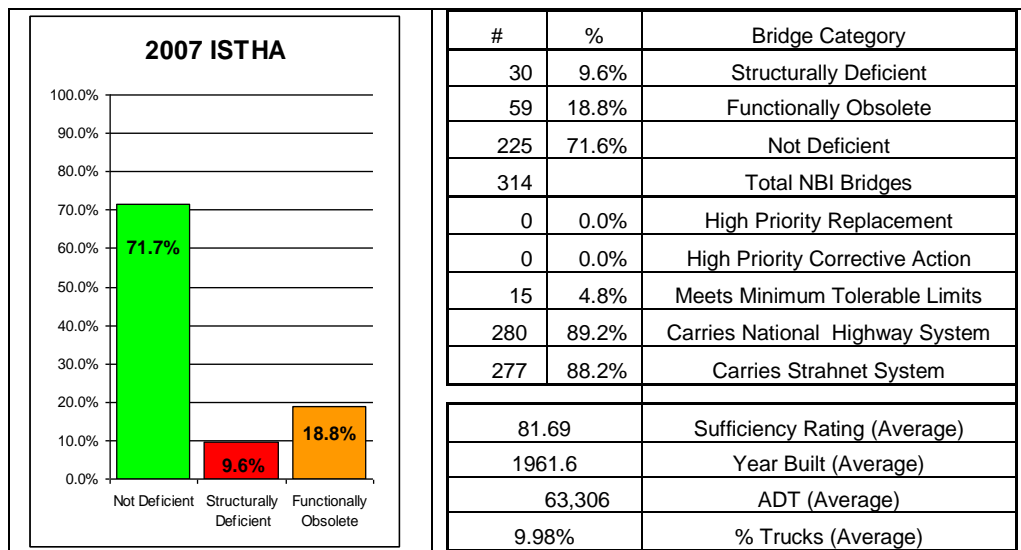 2007 ISTHA
100.0%
90.0%
80.0%
70.0%
60.0%
50.0%
40.0%
30.0%
20.0%
10.0%
0.0%
71.7%
9.6%
18.8%
Not Deficient
Structurally
Deficient
Functionally
Obsolete
# % Bridge Category
30 9.6% Structurally Deficient
59 18.8% Functionally Obsolete
225 71.6% Not Deficient
314 Total NBI Bridges
0 0.0% High Priority Replacement
0 0.0% High Priority Corrective Action
15 4.8% Meets Minimum Tolerable Limits
280 89.2% Carries National Highway System
277 88.2% Carries Strahnet System
81.69 Sufficiency Rating (Average)
1961.6 Year Built (Average)
63,306 ADT (Average)
9.98% % Trucks (Average)